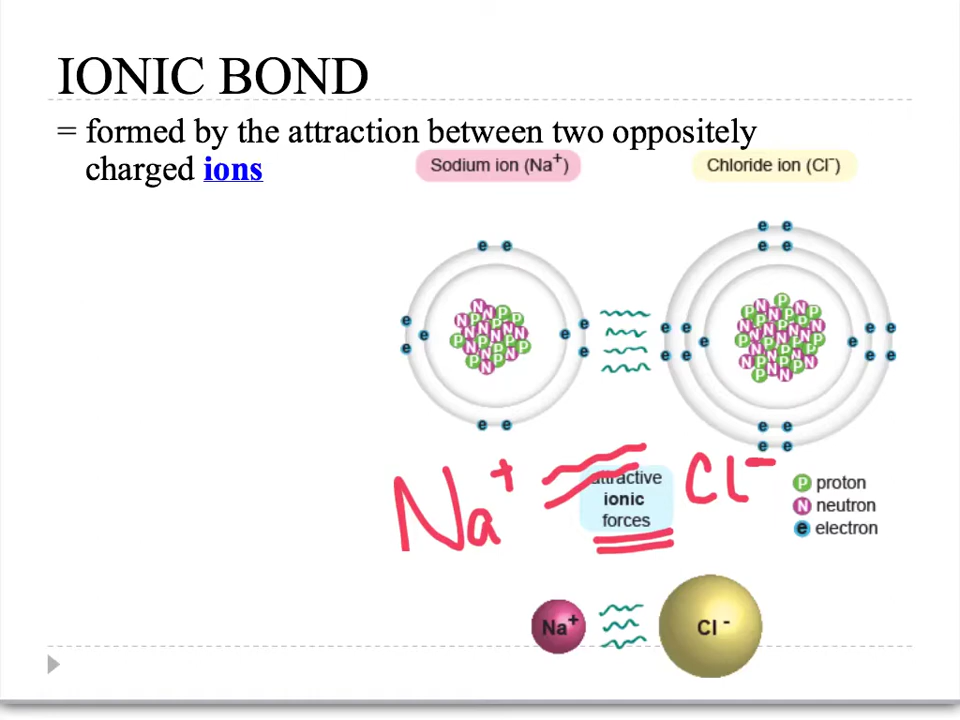 IONIC BOND
= formed by the attraction between two oppositely
charged ions
Sodium ion (Na⁺)
Chloride ion (Cl⁻)
Na⁺
attractive
ionic
forces
Cl⁻
P proton
N neutron
e electron
Na⁺
Cl⁻